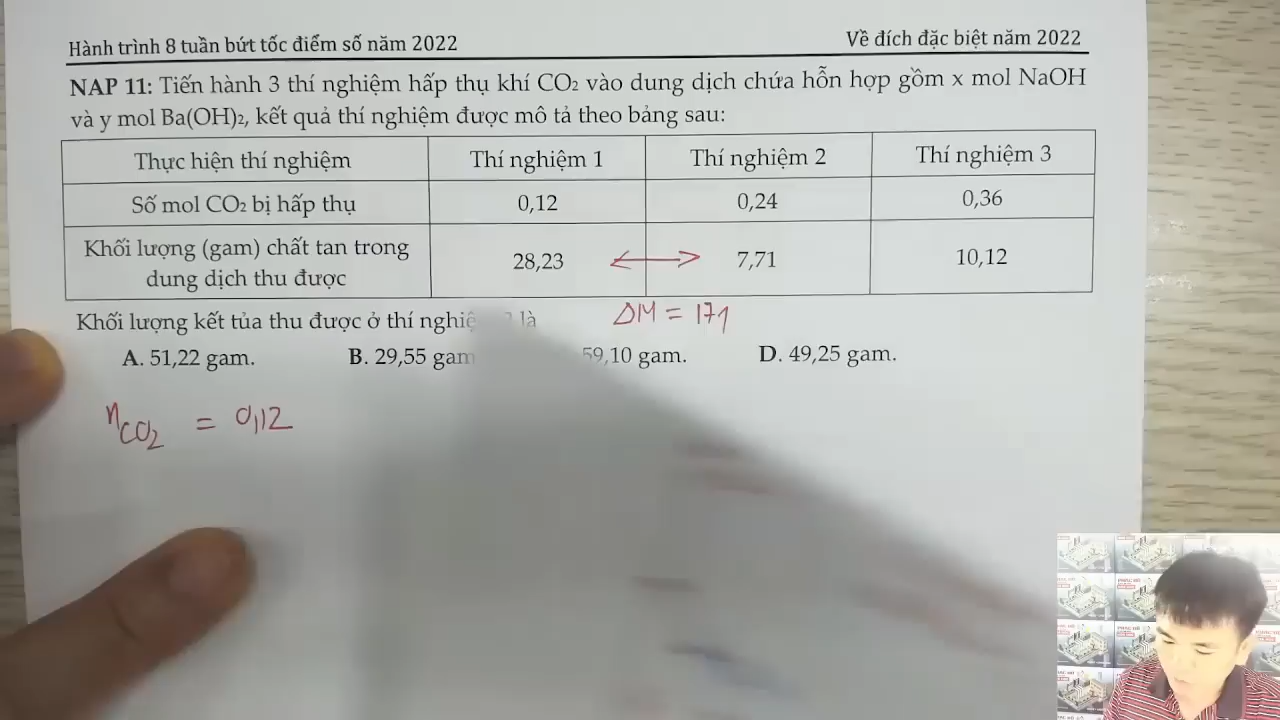 Hành trình 8 tuần bứt tốc điểm số năm 2022
Về đích đặc biệt năm 2022
NAP 11: Tiến hành 3 thí nghiệm hấp thụ khí CO₂ vào dung dịch chứa hỗn hợp gồm x mol NaOH
và y mol Ba(OH)₂, kết quả thí nghiệm được mô tả theo bảng sau:
Thực hiện thí nghiệm Thí nghiệm 1 Thí nghiệm 2 Thí nghiệm 3
Số mol CO₂ bị hấp thụ 0,12 0,24 0,36
Khối lượng (gam) chất tan trong
dung dịch thu được
28,23 7,71 10,12
Khối lượng kết tủa thu được ở thí là
ΔM = 171
A. 51,22 gam. B. 29,55 59,10 gam. D. 49,25 gam.
nCO₂ = 0,12